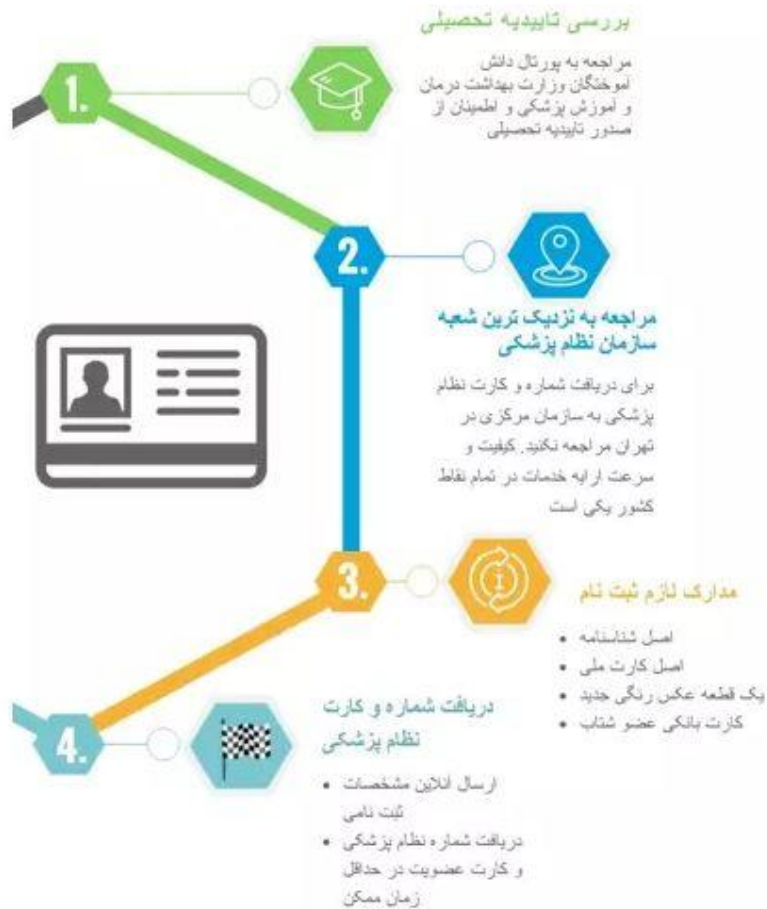 1.
بررسی تاییدیه تحصیلی
مراجعه به پورتال دانش
آموختگان وزارت بهداشت درمان
و آموزش پزشکی و اطمینان از
صدور تاییدیه تحصیلی
2.
مراجعه به نزدیک ترین شعبه
سازمان نظام پزشکی
برای دریافت شماره و کارت نظام
پزشکی به سازمان مرکزی در
تهران مراجعه نکنید. کیفیت و
سرعت ارایه خدمات در تمام نقاط
کشور یکی است
3.
مدارک لازم ثبت نام
• اصل شناسنامه
• اصل کارت ملی
• یک قطعه عکس رنگی جدید
• کارت بانکی عضو شتاب
4.
دریافت شماره و کارت
نظام پزشکی
• ارسال آنلاین مشخصات
ثبت نامی
• دریافت شماره نظام پزشکی
و کارت عضویت در حداقل
زمان ممکن